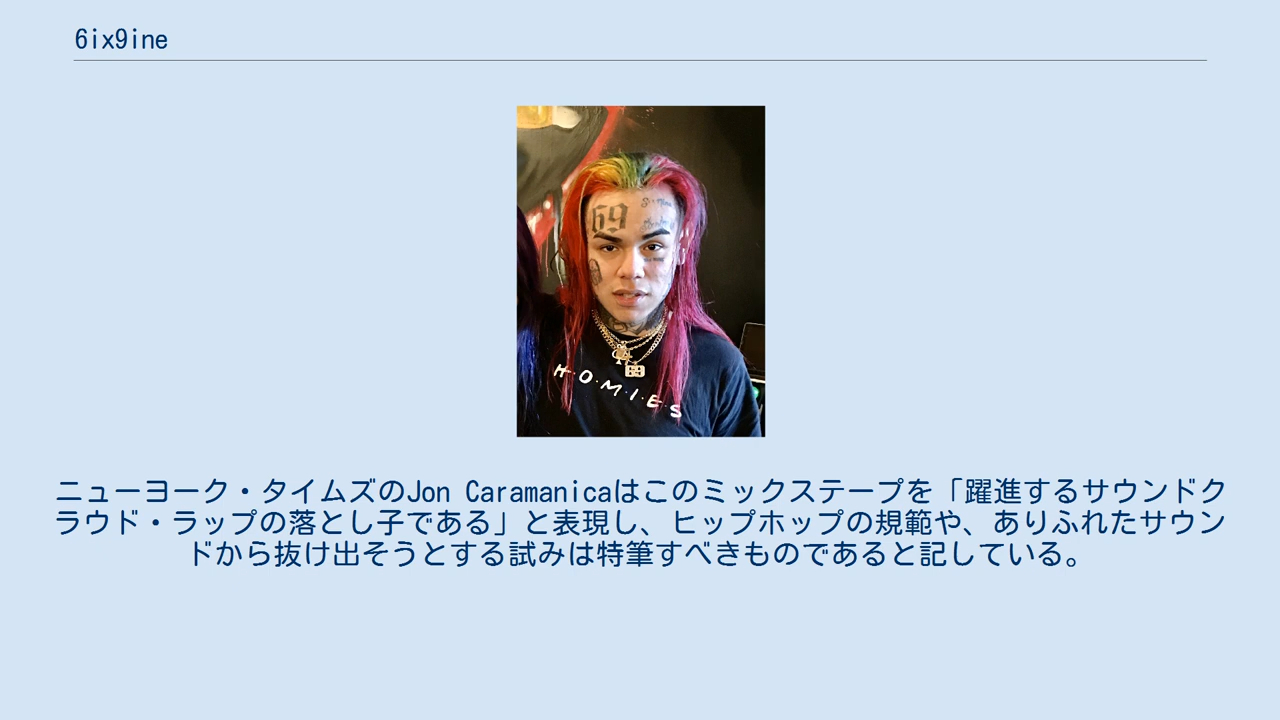 6ix9ine
69
H·O·M·I·E·S
ニューヨーク・タイムズのJon Caramanicaはこのミックステープを「躍進するサウンドク
ラウド・ラップの落とし子である」と表現し、ヒップホップの規範や、ありふれたサウン
ドから抜け出そうとする試みは特筆すべきものであると記している。